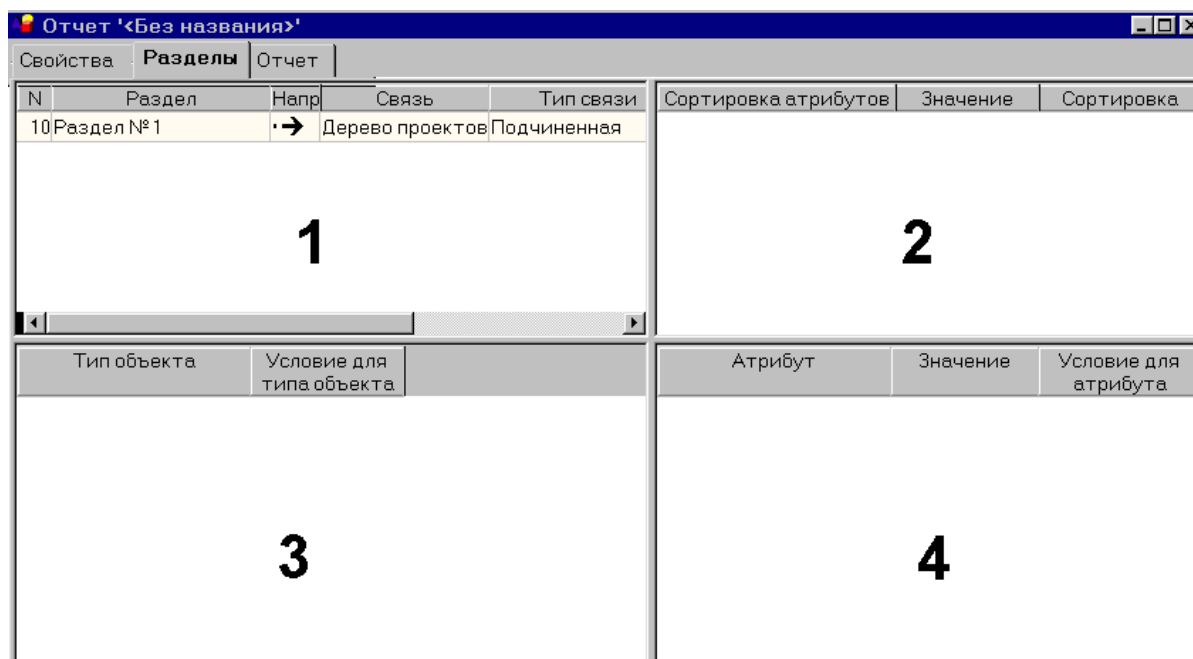 Отчет '<Без названия>'
Свойства Разделы Отчет
N Раздел Напр Связь Тип связи
10 Раздел №1 Дерево проектов Подчиненная
1
Сортировка атрибутов Значение Сортировка
2
Тип объекта Условие для типа объекта
3
Атрибут Значение Условие для атрибута
4